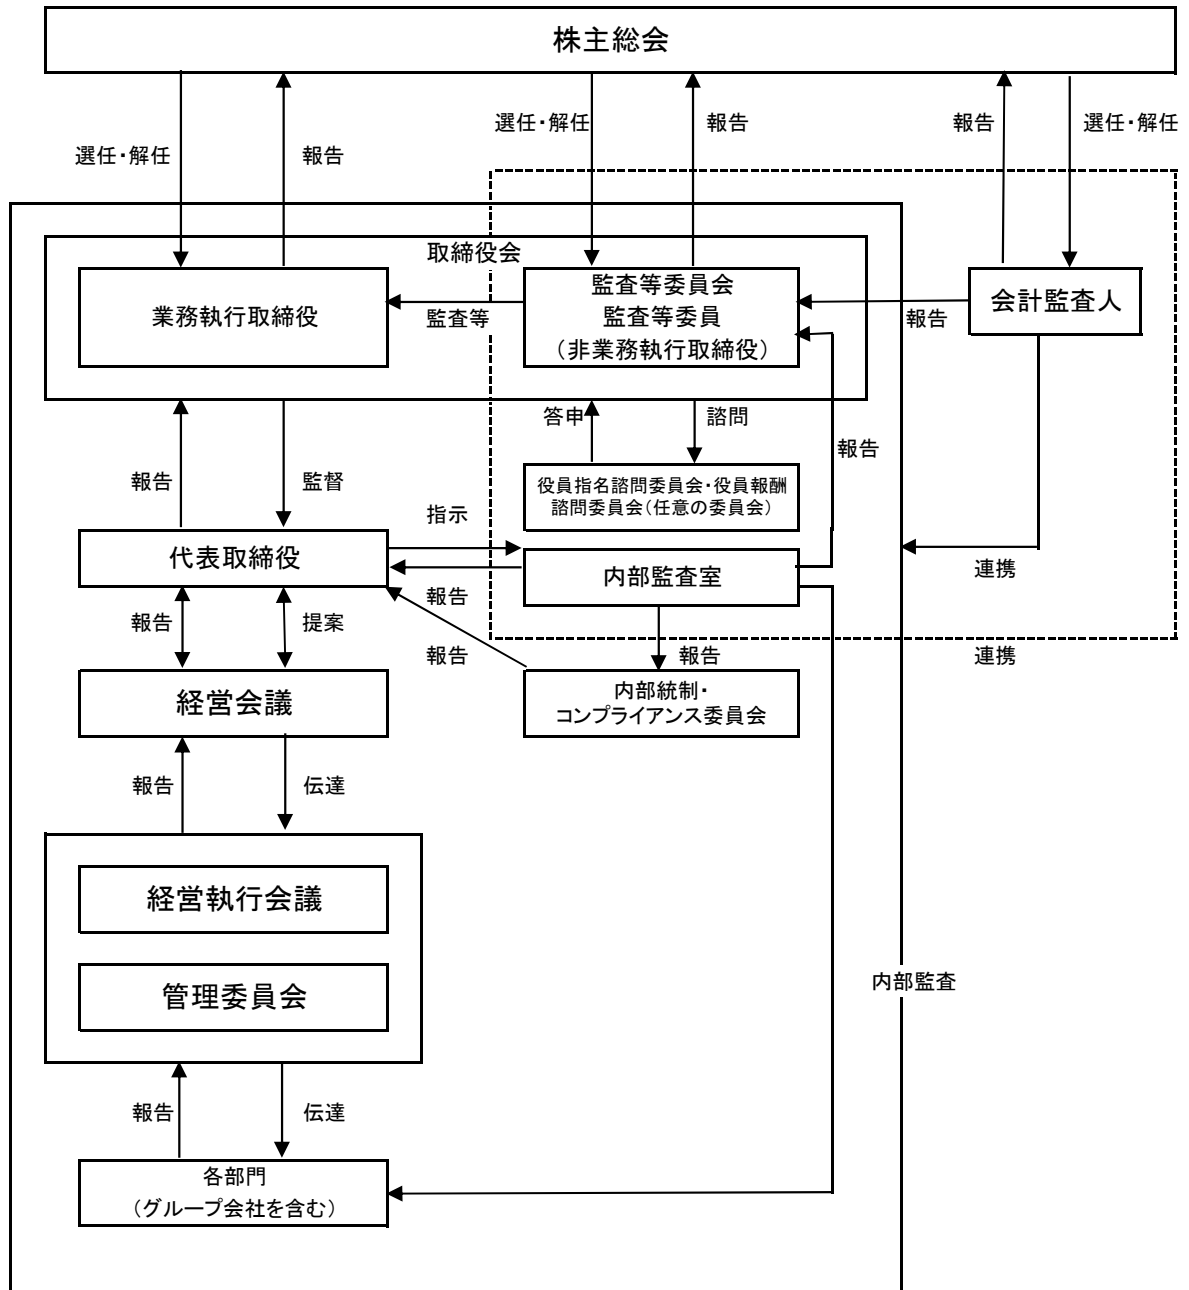 株主総会
選任・解任
報告
選任・解任
報告
報告
選任・解任
取締役会
業務執行取締役
監査等
監査等委員会
監査等委員
（非業務執行取締役）
報告
会計監査人
答申
諮問
報告
報告
監督
役員指名諮問委員会・役員報酬
諮問委員会（任意の委員会）
指示
代表取締役
内部監査室
連携
報告
報告
提案
報告
報告
連携
経営会議
内部統制・
コンプライアンス委員会
報告
伝達
経営執行会議
管理委員会
内部監査
報告
伝達
各部門
（グループ会社を含む）